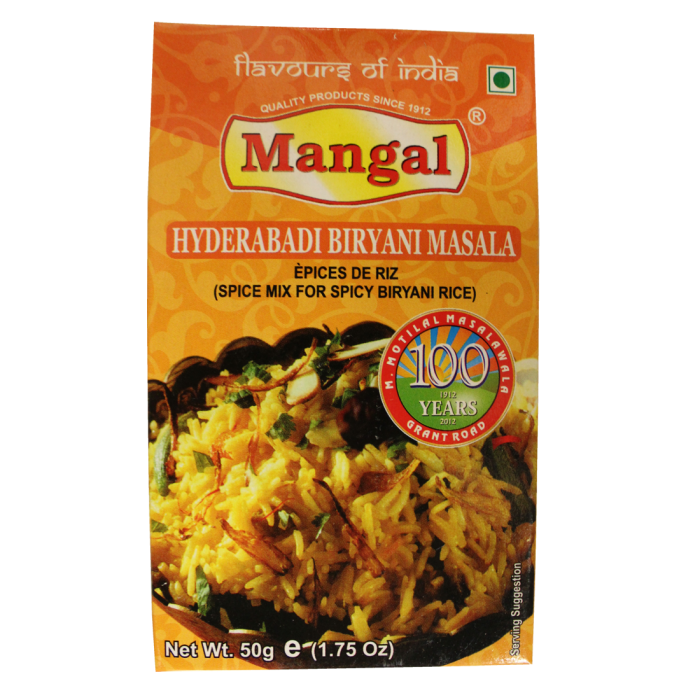 flavours of india
QUALITY PRODUCTS SINCE 1912
Mangal®
HYDERABADI BIRYANI MASALA
ÈPICES DE RIZ
(SPICE MIX FOR SPICY BIRYANI RICE)
M. MOTILAL MASALAWALA
100
1912
YEARS
2012
GRANT ROAD
Serving Suggestion
Net Wt. 50g e (1.75 Oz)